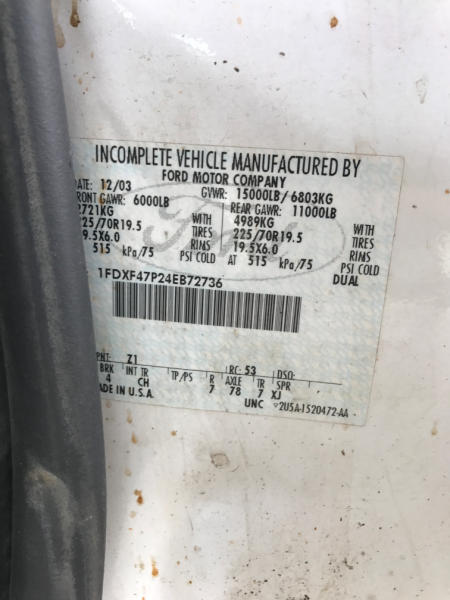 INCOMPLETE VEHICLE MANUFACTURED BY
FORD MOTOR COMPANY
DATE: 12/03 GVWR: 15000LB/ 6803KG
FRONT GAWR: 6000LB REAR GAWR: 11000LB
2721KG WITH 4989KG WITH
225/70R19.5 TIRES 225/70R19.5 TIRES
19.5X6.0 RIMS 19.5X6.0 RIMS
515 kPa/75 PSI COLD AT 515 kPa/75 PSI COLD
DUAL
1FDXF47P24EB72736
Ford
PNT: Z1 RC: 53 DSO:
BRK INT TR TP/PS R AXLE TR SPR
4 CH 7 78 7 XJ
MADE IN U.S.A. UNC 2U5A-1520472-AA